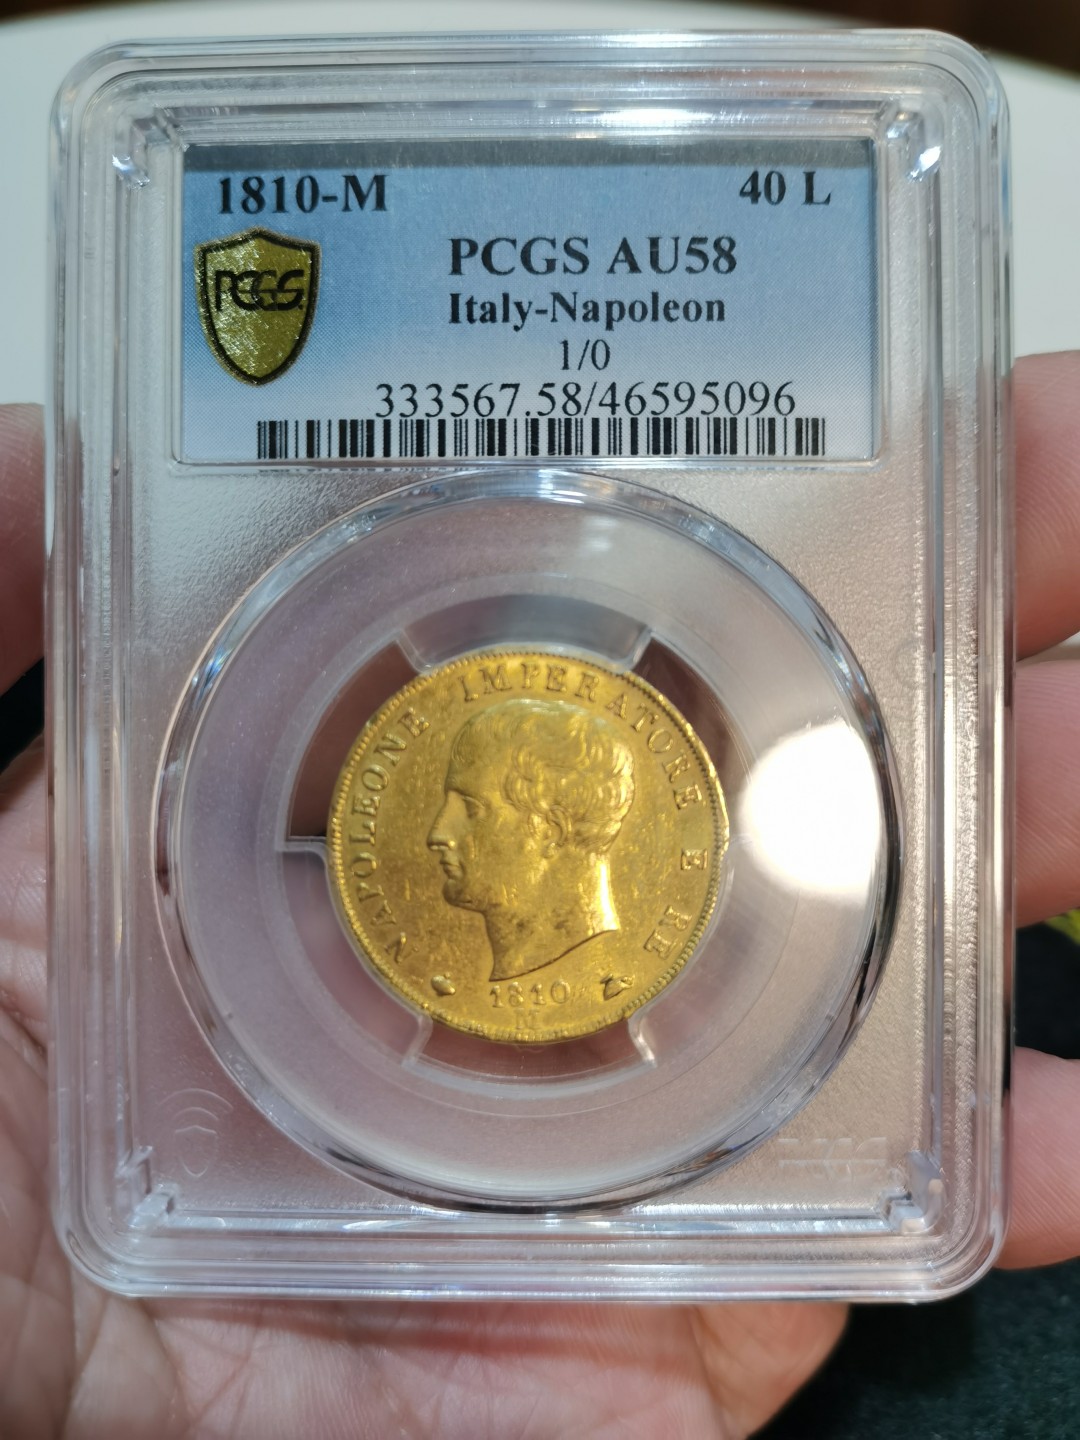 1810-M 40 L
PCGS AU58
PCGS
Italy-Napoleon
1/0
333567.58/46595096
NAPOLEONE IMPERATORE E RE
1810
M